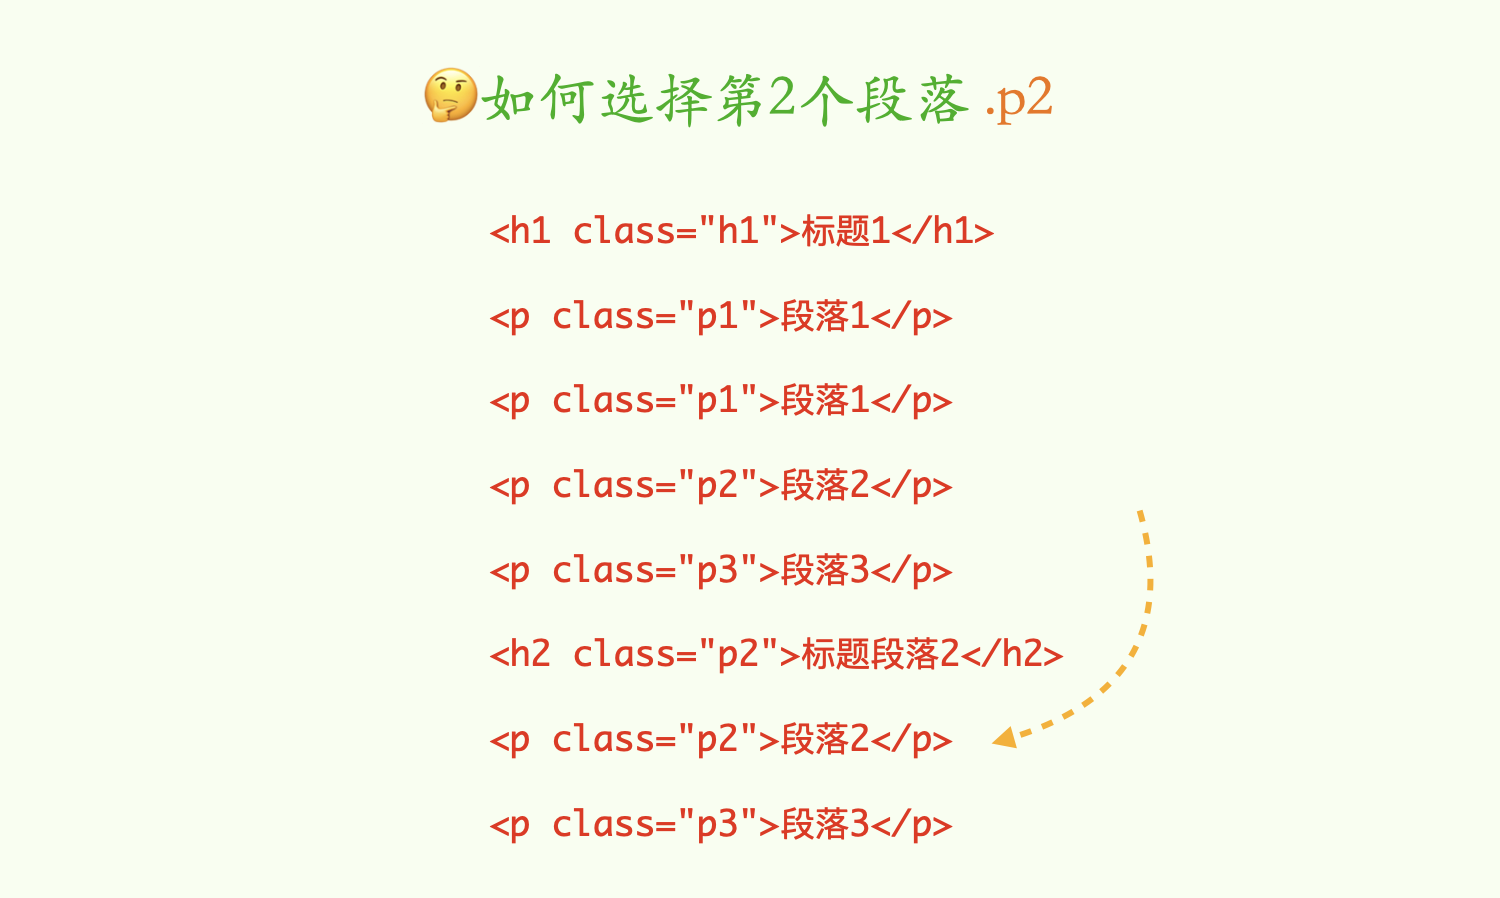 🤔如何选择第2个段落 .p2
<h1 class="h1">标题1</h1>
<p class="p1">段落1</p>
<p class="p1">段落1</p>
<p class="p2">段落2</p>
<p class="p3">段落3</p>
<h2 class="p2">标题段落2</h2>
<p class="p2">段落2</p>
<p class="p3">段落3</p>